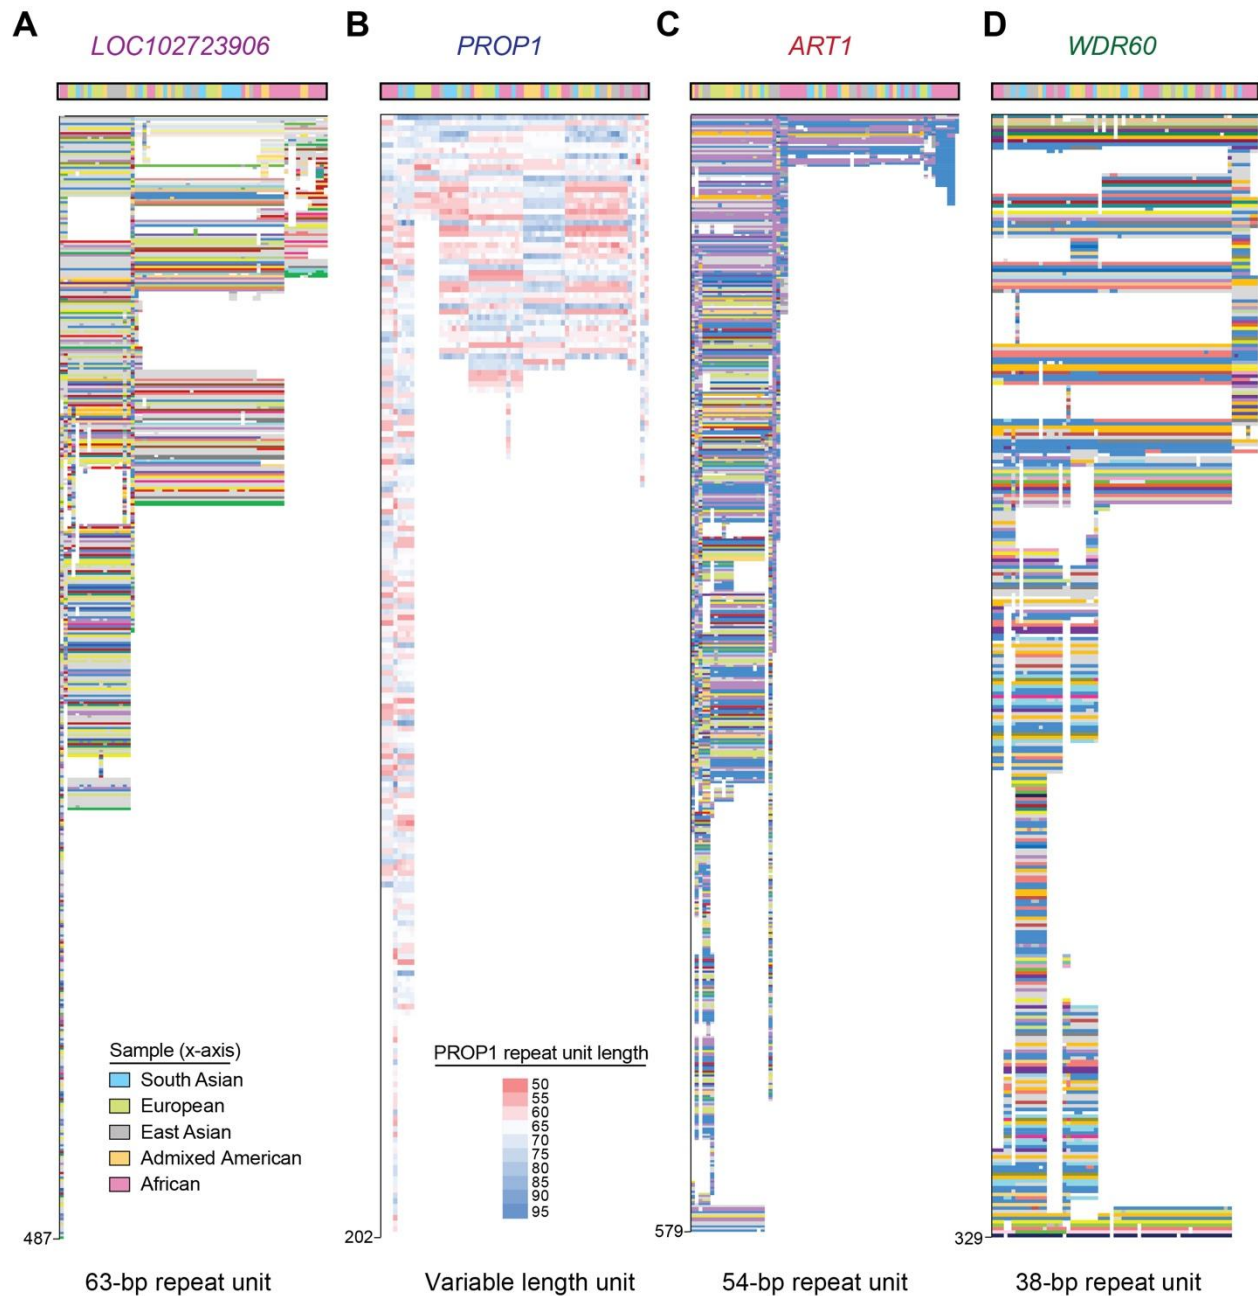 A
LOC102723906
B
PROP1
C
ART1
D
WDR60
Sample (x-axis)
South Asian
European
East Asian
Admixed American
African
PROP1 repeat unit length
50
55
60
65
70
75
80
85
90
95
487
202
579
329
63-bp repeat unit
Variable length unit
54-bp repeat unit
38-bp repeat unit